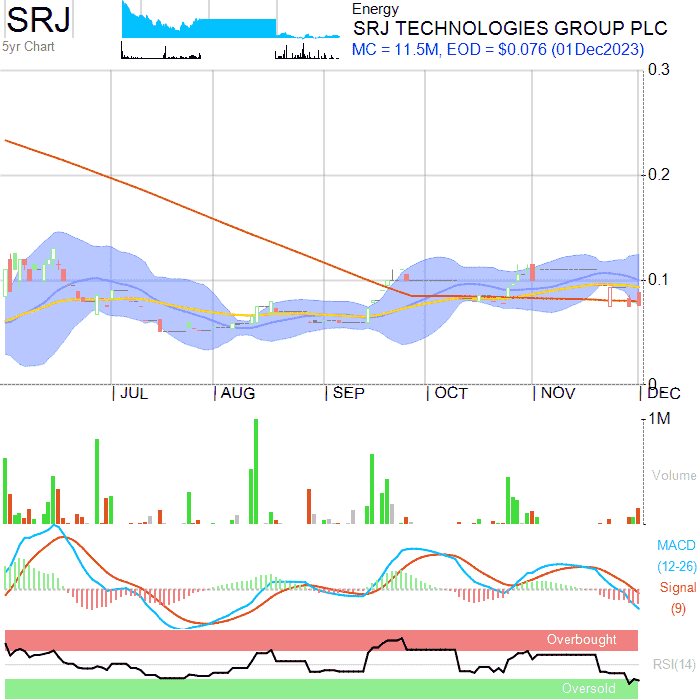 SRJ
5yr Chart
Energy
SRJ TECHNOLOGIES GROUP PLC
MC = 11.5M, EOD = $0.076 (01Dec2023)
0.3
0.2
0.1
0
JUL AUG SEP OCT NOV DEC
1M
Volume
MACD
(12-26)
Signal
(9)
Overbought
RSI(14)
Oversold